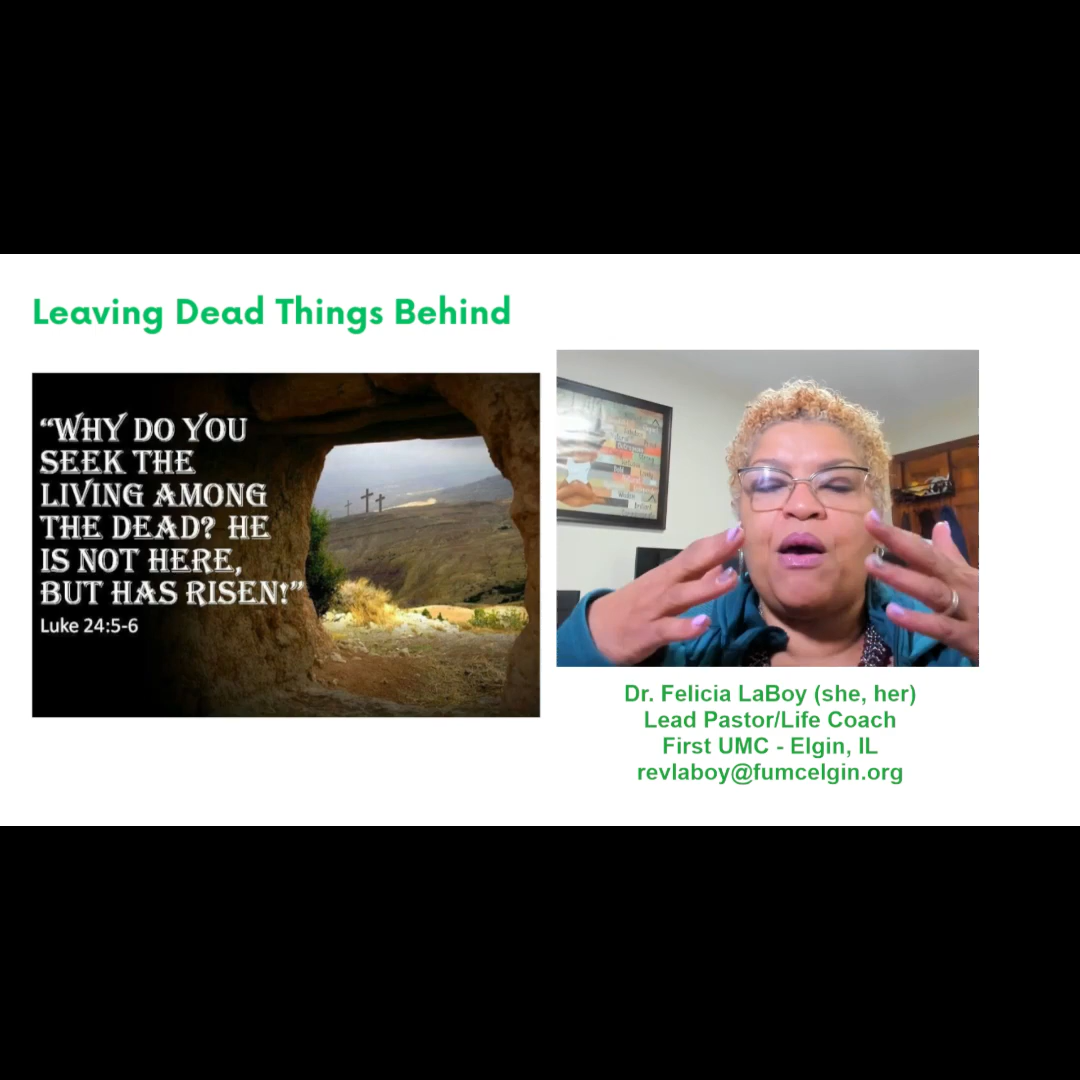 Leaving Dead Things Behind
“WHY DO YOU
SEEK THE
LIVING AMONG
THE DEAD? HE
IS NOT HERE,
BUT HAS RISEN!”
Luke 24:5-6
Dr. Felicia LaBoy (she, her)
Lead Pastor/Life Coach
First UMC - Elgin, IL
revlaboy@fumcelgin.org